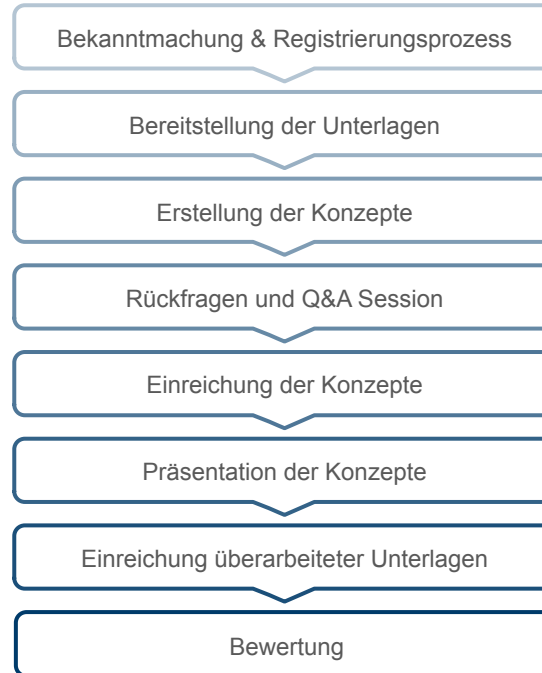 Bekanntmachung & Registrierungsprozess
Bereitstellung der Unterlagen
Erstellung der Konzepte
Rückfragen und Q&A Session
Einreichung der Konzepte
Präsentation der Konzepte
Einreichung überarbeiteter Unterlagen
Bewertung